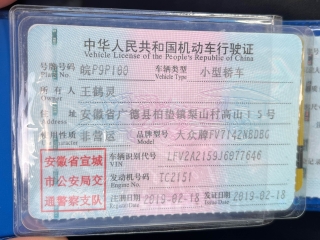 中华人民共和国机动车行驶证
Vehicle License of the People's Republic of China
号牌号码 皖P9P180 车辆类型 小型轿车
Plate No. Vehicle Type
所有人 王鹤灵
住址 安徽省广德县柏垫镇梨山村高山15号
使用性质 非营运 品牌型号 大众牌FV7142NBDBG
安徽省宣城
市公安局交
通警察支队
车辆识别代号 LFV2A2159J6077646
VIN
发动机号码 TC2151
Engine No.
注册日期 2019-02-18 发证日期 2019-02-18